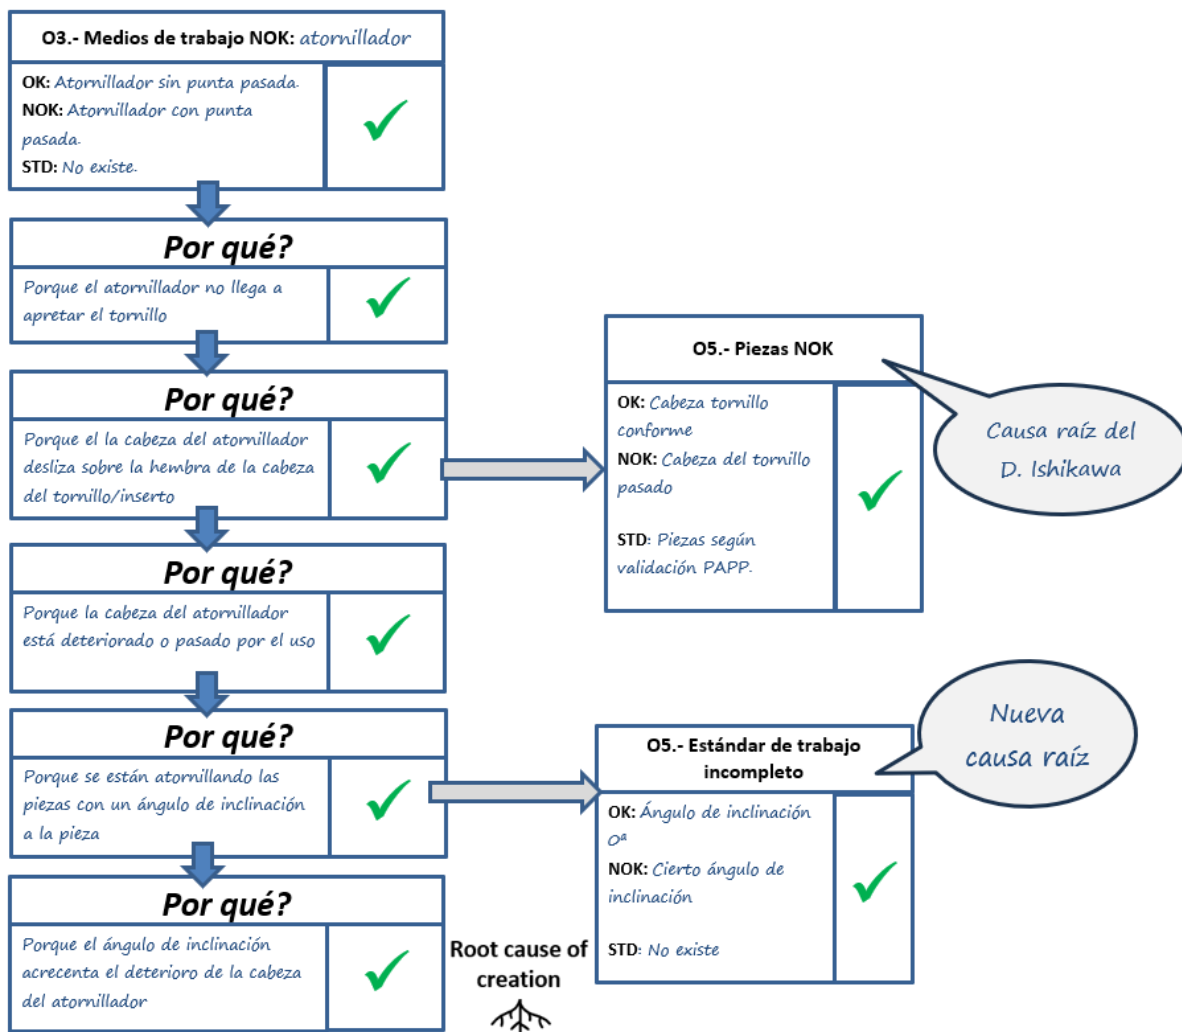 O3.- Medios de trabajo NOK: atornillador
OK: Atornillador sin punta pasada.
NOK: Atornillador con punta
pasada.
STD: No existe.
Por qué?
Porque el atornillador no llega a
apretar el tornillo
Por qué?
Porque el la cabeza del atornillador
desliza sobre la hembra de la cabeza
del tornillo/inserto
O5.- Piezas NOK
OK: Cabeza tornillo
conforme
NOK: Cabeza del tornillo
pasado
STD: Piezas según
validación PAPP.
Causa raíz del
D. Ishikawa
Por qué?
Porque la cabeza del atornillador
está deteriorado o pasado por el uso
Por qué?
Porque se están atornillando las
piezas con un ángulo de inclinación
a la pieza
O5.- Estándar de trabajo
incompleto
OK: Ángulo de inclinación
0ª
NOK: Cierto ángulo de
inclinación
STD: No existe
Nueva
causa raíz
Por qué?
Porque el ángulo de inclinación
acrecenta el deterioro de la cabeza
del atornillador
Root cause of
creation